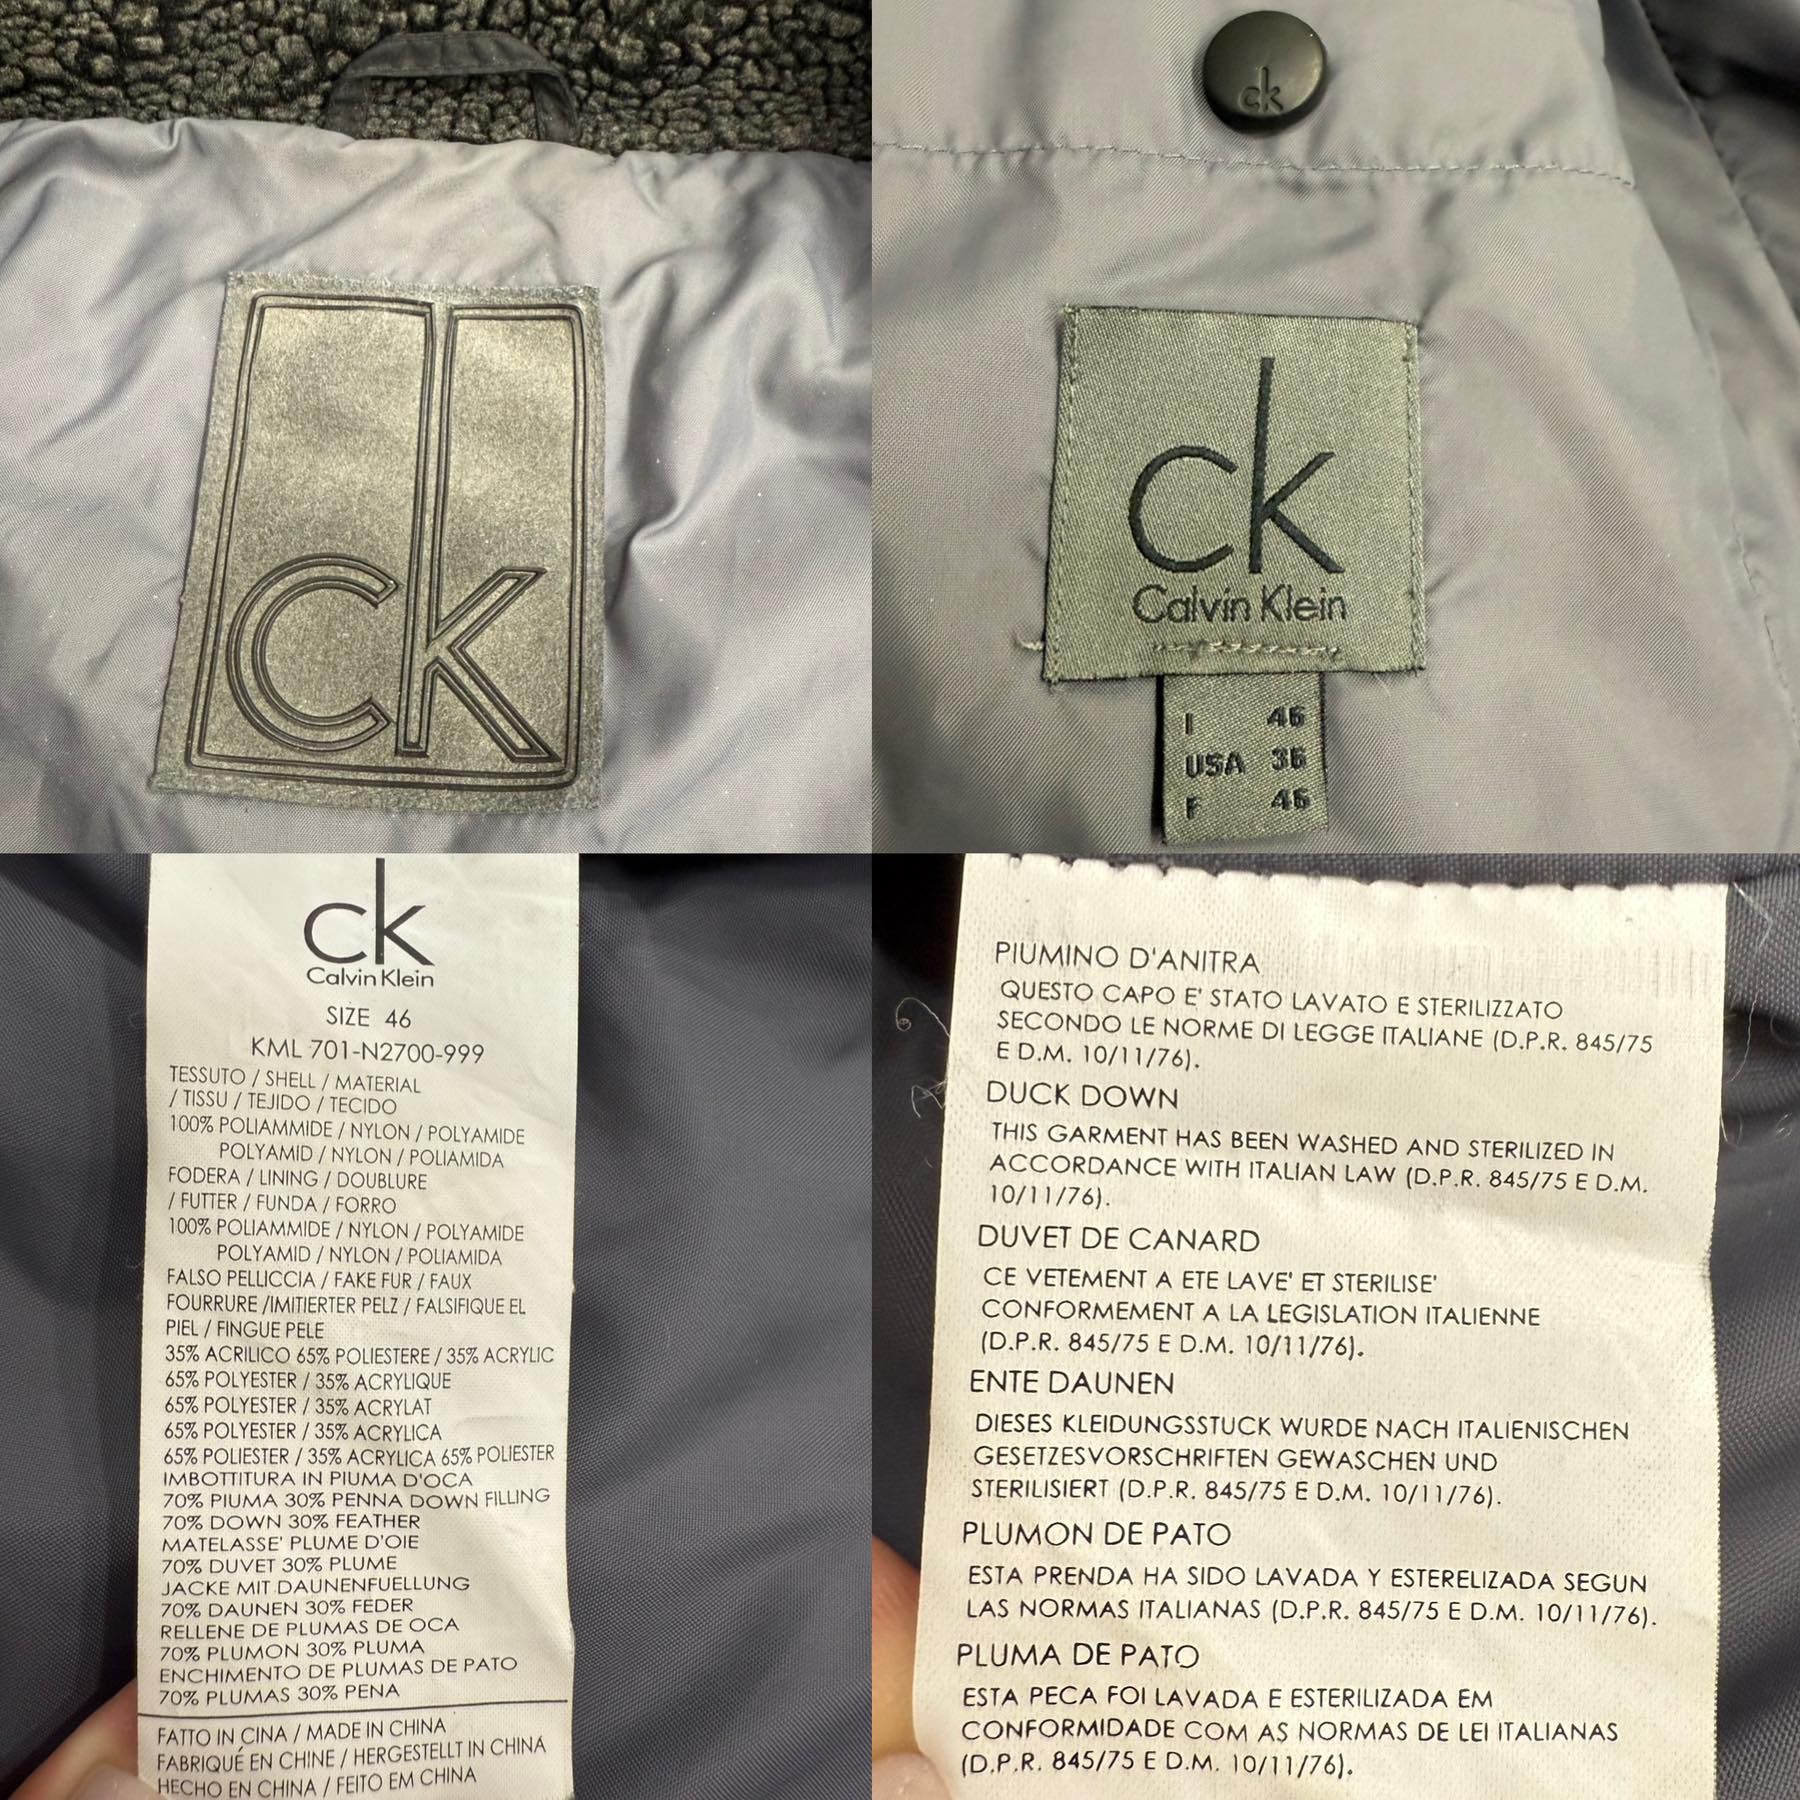 ck
ck
ck
Calvin Klein
I 46
USA 36
F 46
ck
Calvin Klein
SIZE 46
KML 701-N2700-999
TESSUTO / SHELL / MATERIAL
/ TISSU / TEJIDO / TECIDO
100% POLIAMMIDE / NYLON / POLYAMIDE
POLYAMID / NYLON / POLIAMIDA
FODERA / LINING / DOUBLURE
/ FUTTER / FUNDA / FORRO
100% POLIAMMIDE / NYLON / POLYAMIDE
POLYAMID / NYLON / POLIAMIDA
FALSO PELLICCIA / FAKE FUR / FAUX
FOURRURE /IMITIERTER PELZ / FALSIFIQUE EL
PIEL / FINGUE PELE
35% ACRILICO 65% POLIESTERE / 35% ACRYLIC
65% POLYESTER / 35% ACRYLIQUE
65% POLYESTER / 35% ACRYLAT
65% POLYESTER / 35% ACRYLICA
65% POLIESTER / 35% ACRYLICA 65% POLIESTER
IMBOTTITURA IN PIUMA D'OCA
70% PIUMA 30% PENNA DOWN FILLING
70% DOWN 30% FEATHER
MATELASSE' PLUME D'OIE
70% DUVET 30% PLUME
JACKE MIT DAUNENFUELLUNG
70% DAUNEN 30% FEDER
RELLENE DE PLUMAS DE OCA
70% PLUMON 30% PLUMA
ENCHIMENTO DE PLUMAS DE PATO
70% PLUMAS 30% PENA
FATTO IN CINA / MADE IN CHINA
FABRIQUÉ EN CHINE / HERGESTELLT IN CHINA
HECHO EN CHINA / FEITO EM CHINA
PIUMINO D'ANITRA
QUESTO CAPO E' STATO LAVATO E STERILIZZATO
SECONDO LE NORME DI LEGGE ITALIANE (D.P.R. 845/75
E D.M. 10/11/76).
DUCK DOWN
THIS GARMENT HAS BEEN WASHED AND STERILIZED IN
ACCORDANCE WITH ITALIAN LAW (D.P.R. 845/75 E D.M.
10/11/76).
DUVET DE CANARD
CE VETEMENT A ETE LAVE' ET STERILISE'
CONFORMEMENT A LA LEGISLATION ITALIENNE
(D.P.R. 845/75 E D.M. 10/11/76).
ENTE DAUNEN
DIESES KLEIDUNGSSTUCK WURDE NACH ITALIENISCHEN
GESETZESVORSCHRIFTEN GEWASCHEN UND
STERILISIERT (D.P.R. 845/75 E D.M. 10/11/76).
PLUMON DE PATO
ESTA PRENDA HA SIDO LAVADA Y ESTERELIZADA SEGUN
LAS NORMAS ITALIANAS (D.P.R. 845/75 E D.M. 10/11/76).
PLUMA DE PATO
ESTA PECA FOI LAVADA E ESTERILIZADA EM
CONFORMIDADE COM AS NORMAS DE LEI ITALIANAS
(D.P.R. 845/75 E D.M. 10/11/76).